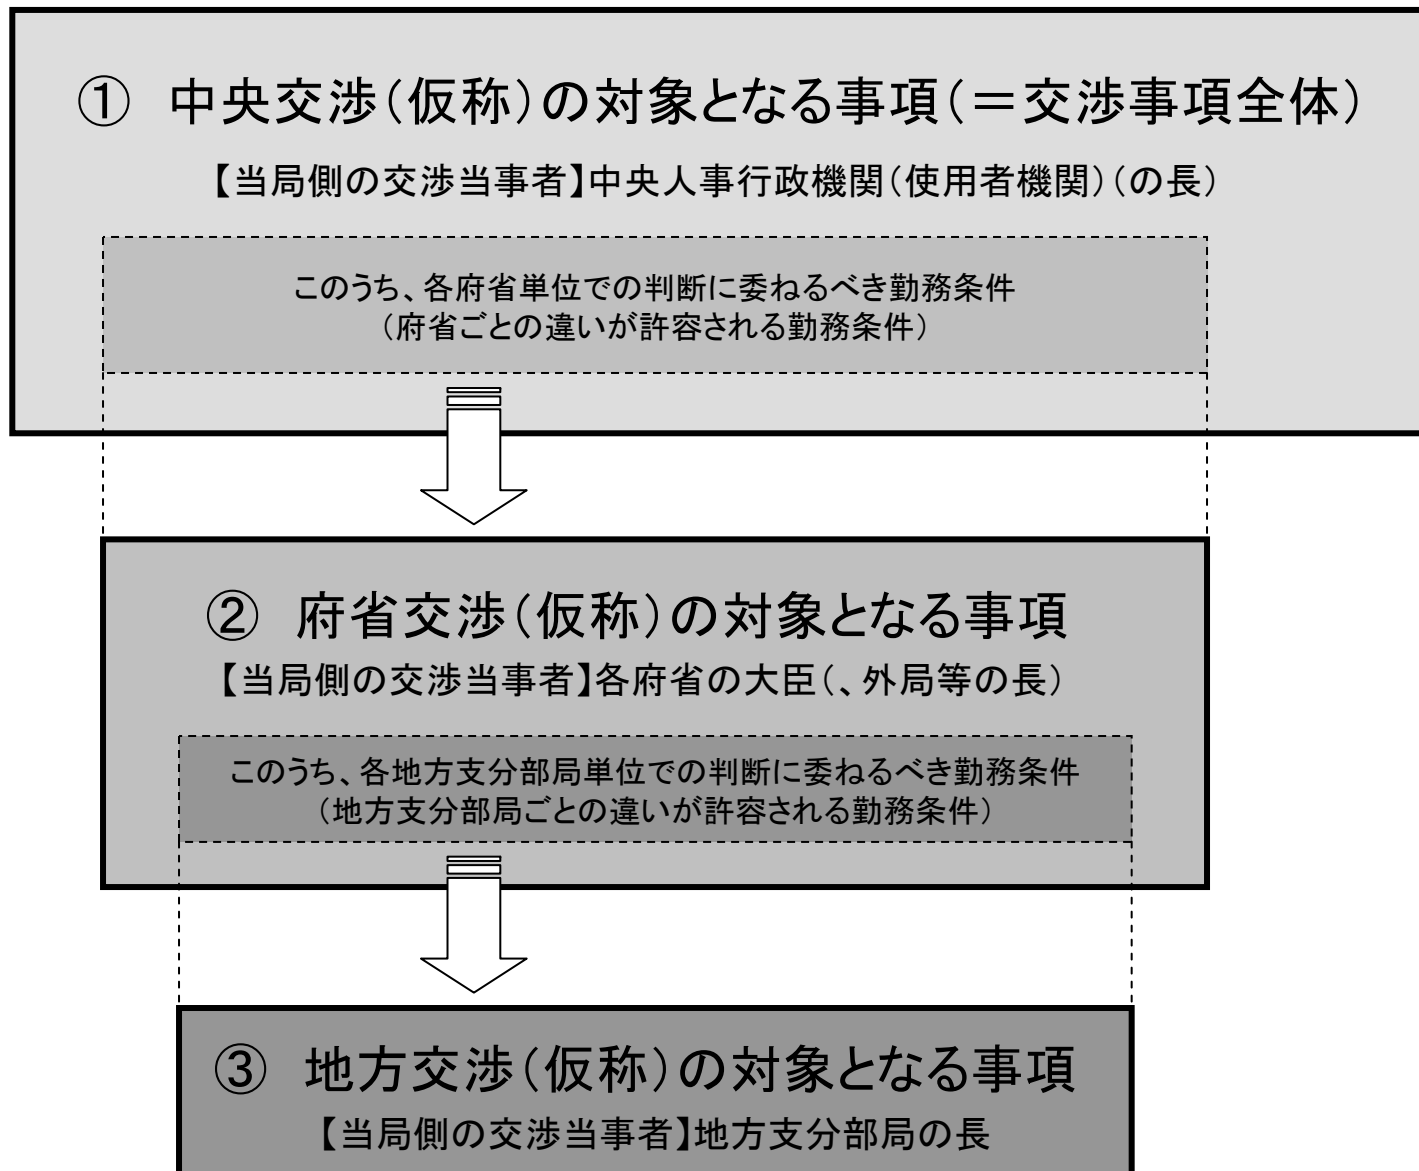 ① 中央交渉(仮称)の対象となる事項(＝交渉事項全体)
【当局側の交渉当事者】中央人事行政機関(使用者機関)(の長)
このうち、各府省単位での判断に委ねるべき勤務条件
(府省ごとの違いが許容される勤務条件)
② 府省交渉(仮称)の対象となる事項
【当局側の交渉当事者】各府省の大臣(、外局等の長)
このうち、各地方支分部局単位での判断に委ねるべき勤務条件
(地方支分部局ごとの違いが許容される勤務条件)
③ 地方交渉(仮称)の対象となる事項
【当局側の交渉当事者】地方支分部局の長